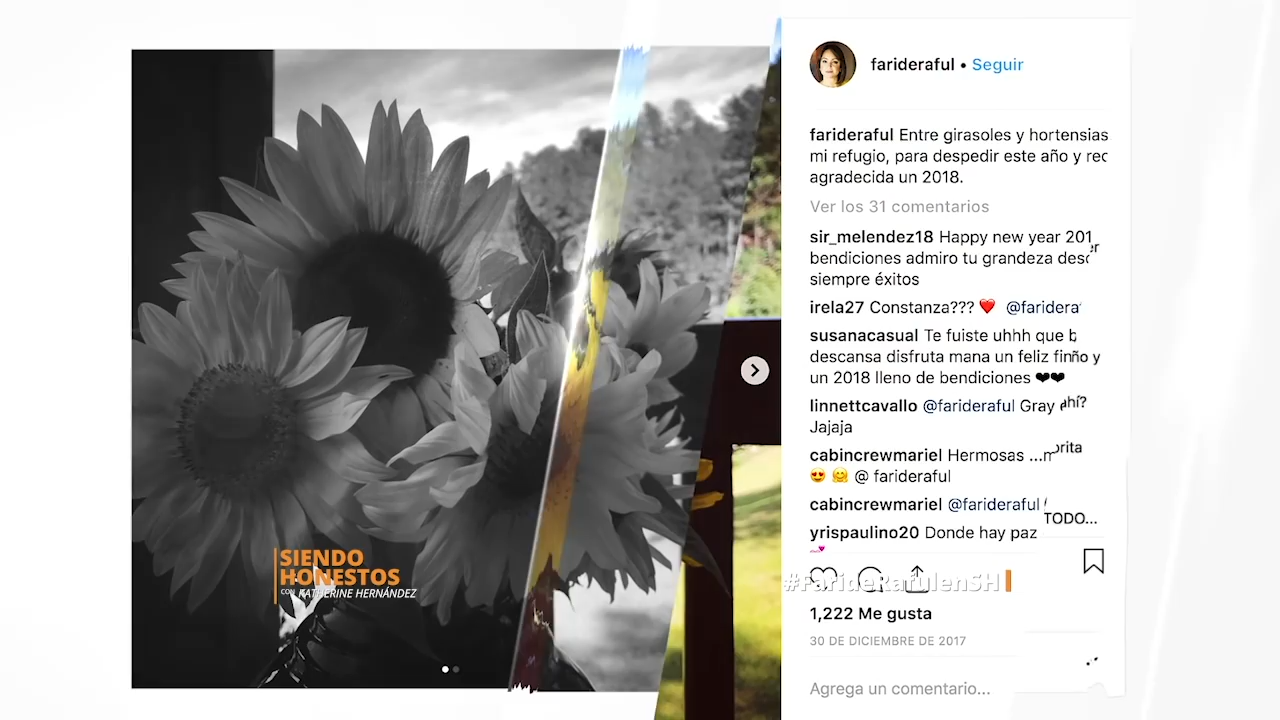 farideraful • Seguir
farideraful Entre girasoles y hortensias
mi refugio, para despedir este año y rec
agradecida un 2018.
Ver los 31 comentarios
sir_melendez18 Happy new year 201
bendiciones admiro tu grandeza
siempre éxitos
irela27 Constanza??? ❤️ @faridera
susanacasual Te fuiste uhhh que
descansa disfruta mana un feliz y
un 2018 lleno de bendiciones ❤❤
linnettcavallo @farideraful Gray ahí?
Jajaja
cabincrewmariel Hermosas ...
😍 🤗 @ farideraful
cabincrewmariel @farideraful
TODO...
yrispaulino20 Donde hay paz
#FarideRafulenSH
1,222 Me gusta
30 DE DICIEMBRE DE 2017
Agrega un comentario...
SIENDO
HONESTOS
CON KATHERINE HERNÁNDEZ